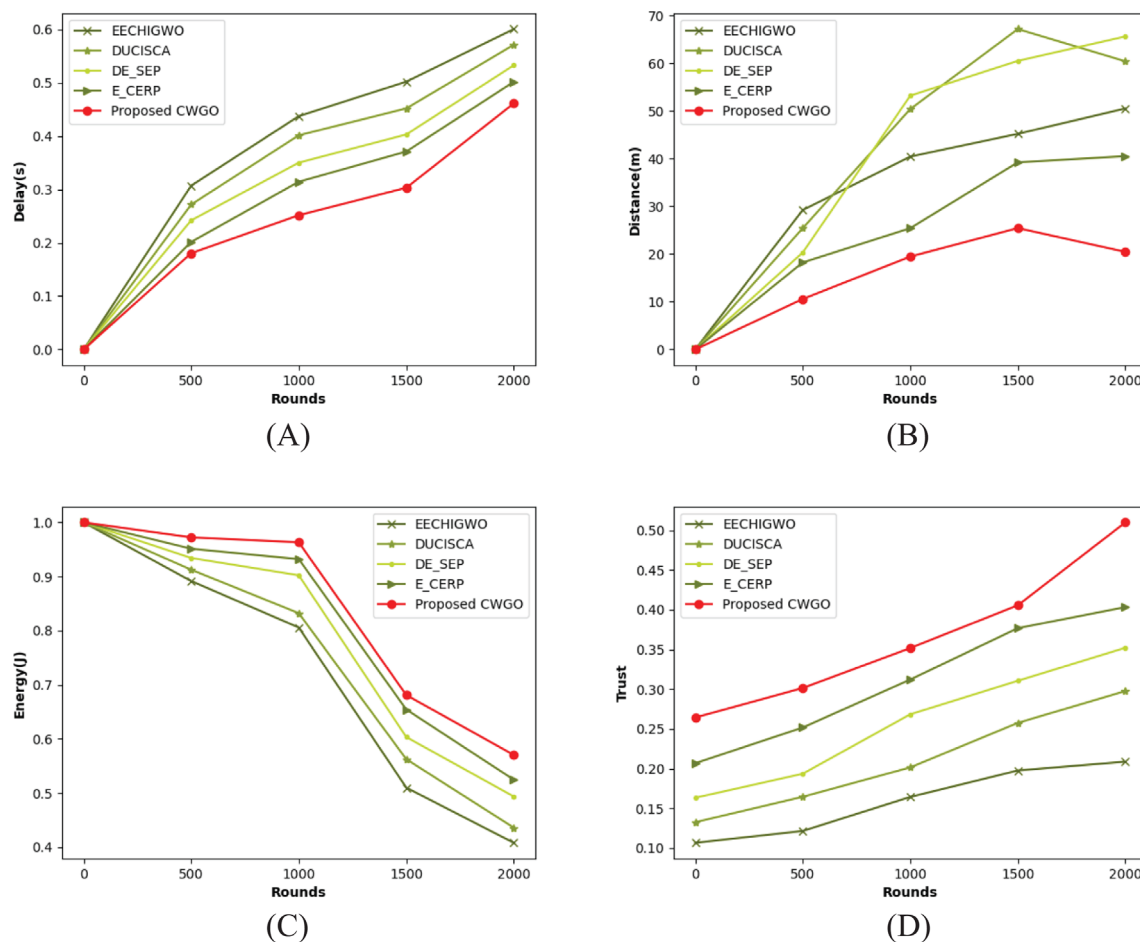 0.6
0.5
0.4
0.3
0.2
0.1
0.0
Delay(s)
EECHIGWO
DUCISCA
DE_SEP
E_CERP
Proposed CWGO
0 500 1000 1500 2000
Rounds
(A)
70
60
50
40
30
20
10
0
Distance(m)
EECHIGWO
DUCISCA
DE_SEP
E_CERP
Proposed CWGO
0 500 1000 1500 2000
Rounds
(B)
1.0
0.9
0.8
0.7
0.6
0.5
0.4
Energy(J)
EECHIGWO
DUCISCA
DE_SEP
E_CERP
Proposed CWGO
0 500 1000 1500 2000
Rounds
(C)
0.50
0.45
0.40
0.35
0.30
0.25
0.20
0.15
0.10
Trust
EECHIGWO
DUCISCA
DE_SEP
E_CERP
Proposed CWGO
0 500 1000 1500 2000
Rounds
(D)